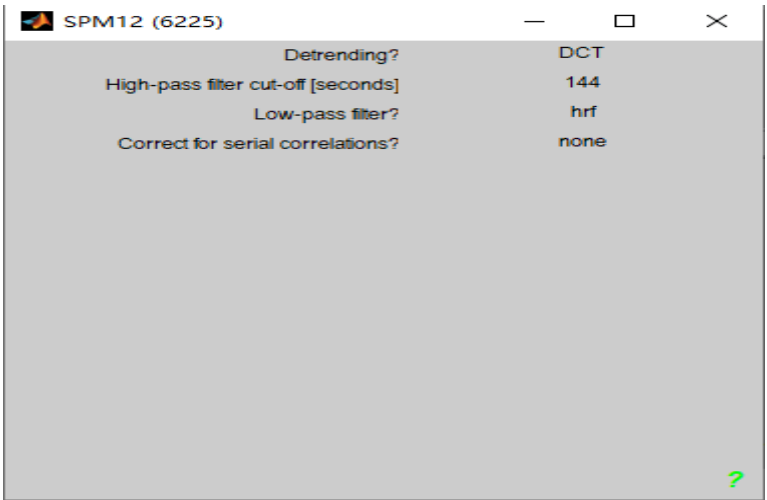 SPM12 (6225)
Detrending? DCT
High-pass filter cut-off [seconds] 144
Low-pass filter? hrf
Correct for serial correlations? none
?